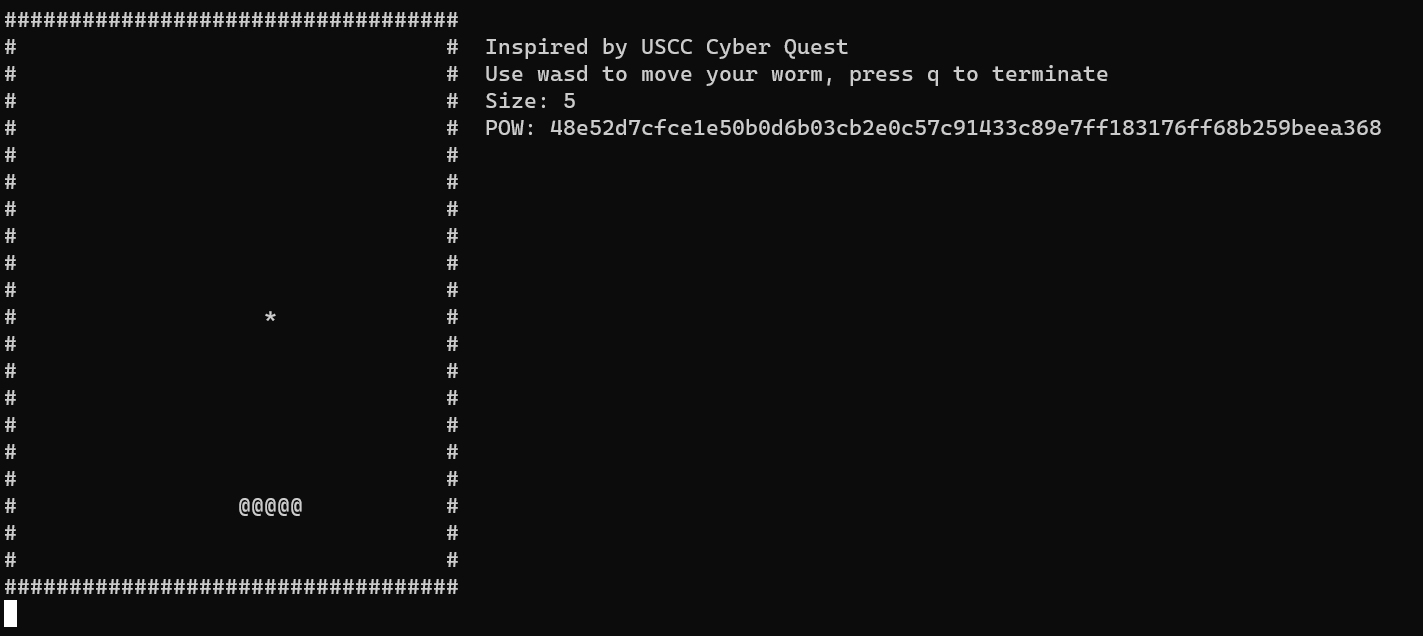 ###################################
#                                 #  Inspired by USCC Cyber Quest
#                                 #  Use wasd to move your worm, press q to terminate
#                                 #  Size: 5
#                                 #  POW: 48e52d7cfce1e50b0d6b03cb2e0c57c91433c89e7ff183176ff68b259beea368
#                                 #
#                                 #
#                                 #
#                                 #
#                                 #
#                                 #
#                   *             #
#                                 #
#                                 #
#                                 #
#                                 #
#                                 #
#                                 #
#                 @@@@@           #
#                                 #
#                                 #
###################################